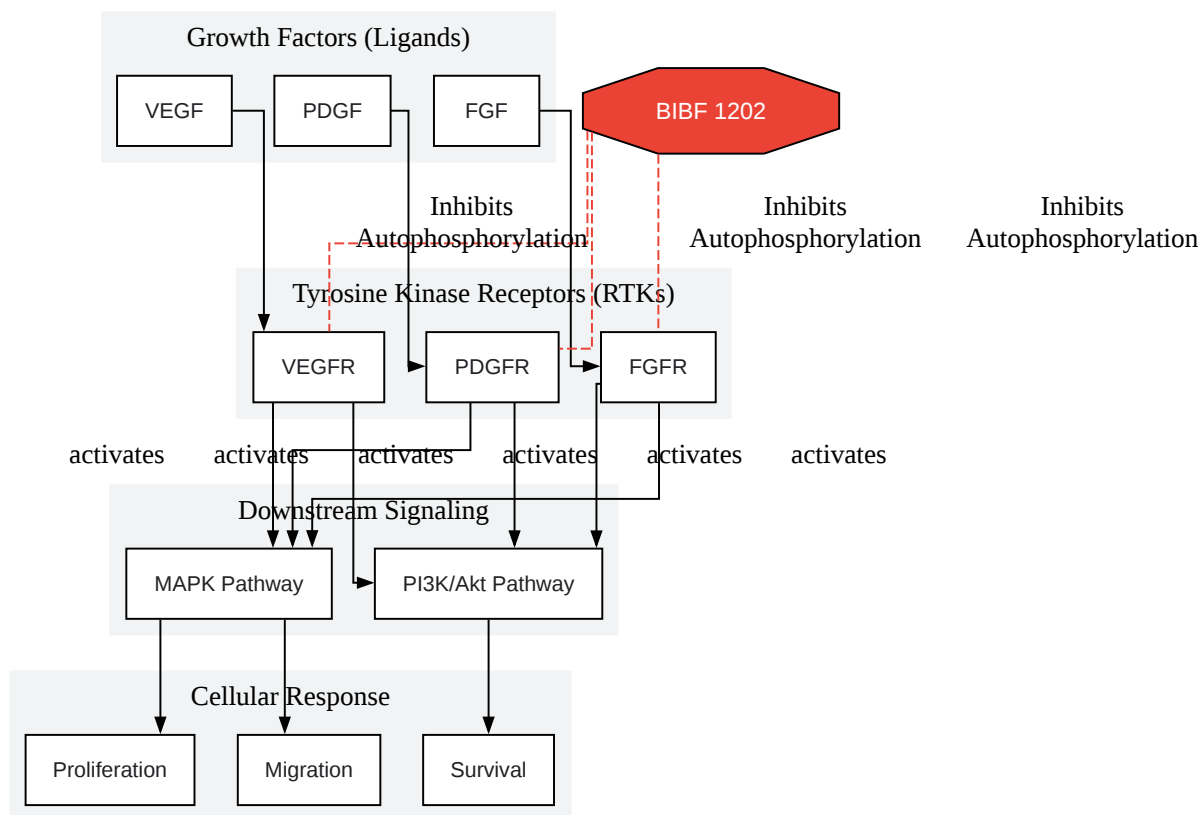 Growth Factors (Ligands)
VEGF
PDGF
FGF
BIBF 1202
Inhibits
Autophosphorylation
Inhibits
Autophosphorylation
Inhibits
Autophosphorylation
Tyrosine Kinase Receptors (RTKs)
VEGFR
PDGFR
FGFR
activates
activates
activates
activates
activates
activates
Downstream Signaling
MAPK Pathway
PI3K/Akt Pathway
Cellular Response
Proliferation
Migration
Survival